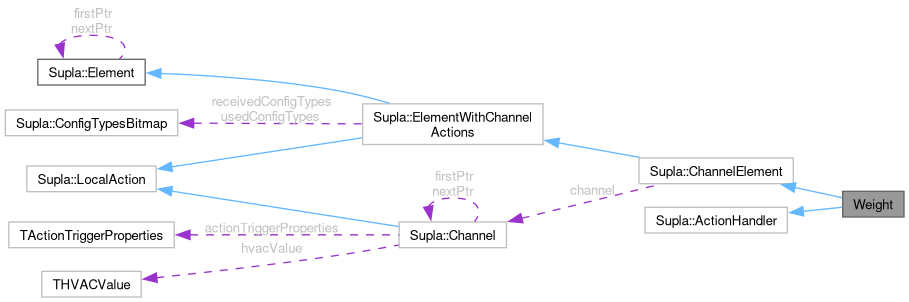 firstPtr
nextPtr
Supla::Element
receivedConfigTypes
usedConfigTypes
Supla::ConfigTypesBitmap
Supla::ElementWithChannel
Actions
Supla::LocalAction
firstPtr
nextPtr
channel
Supla::ChannelElement
Weight
Supla::ActionHandler
TActionTriggerProperties
actionTriggerProperties
Supla::Channel
hvacValue
THVACValue